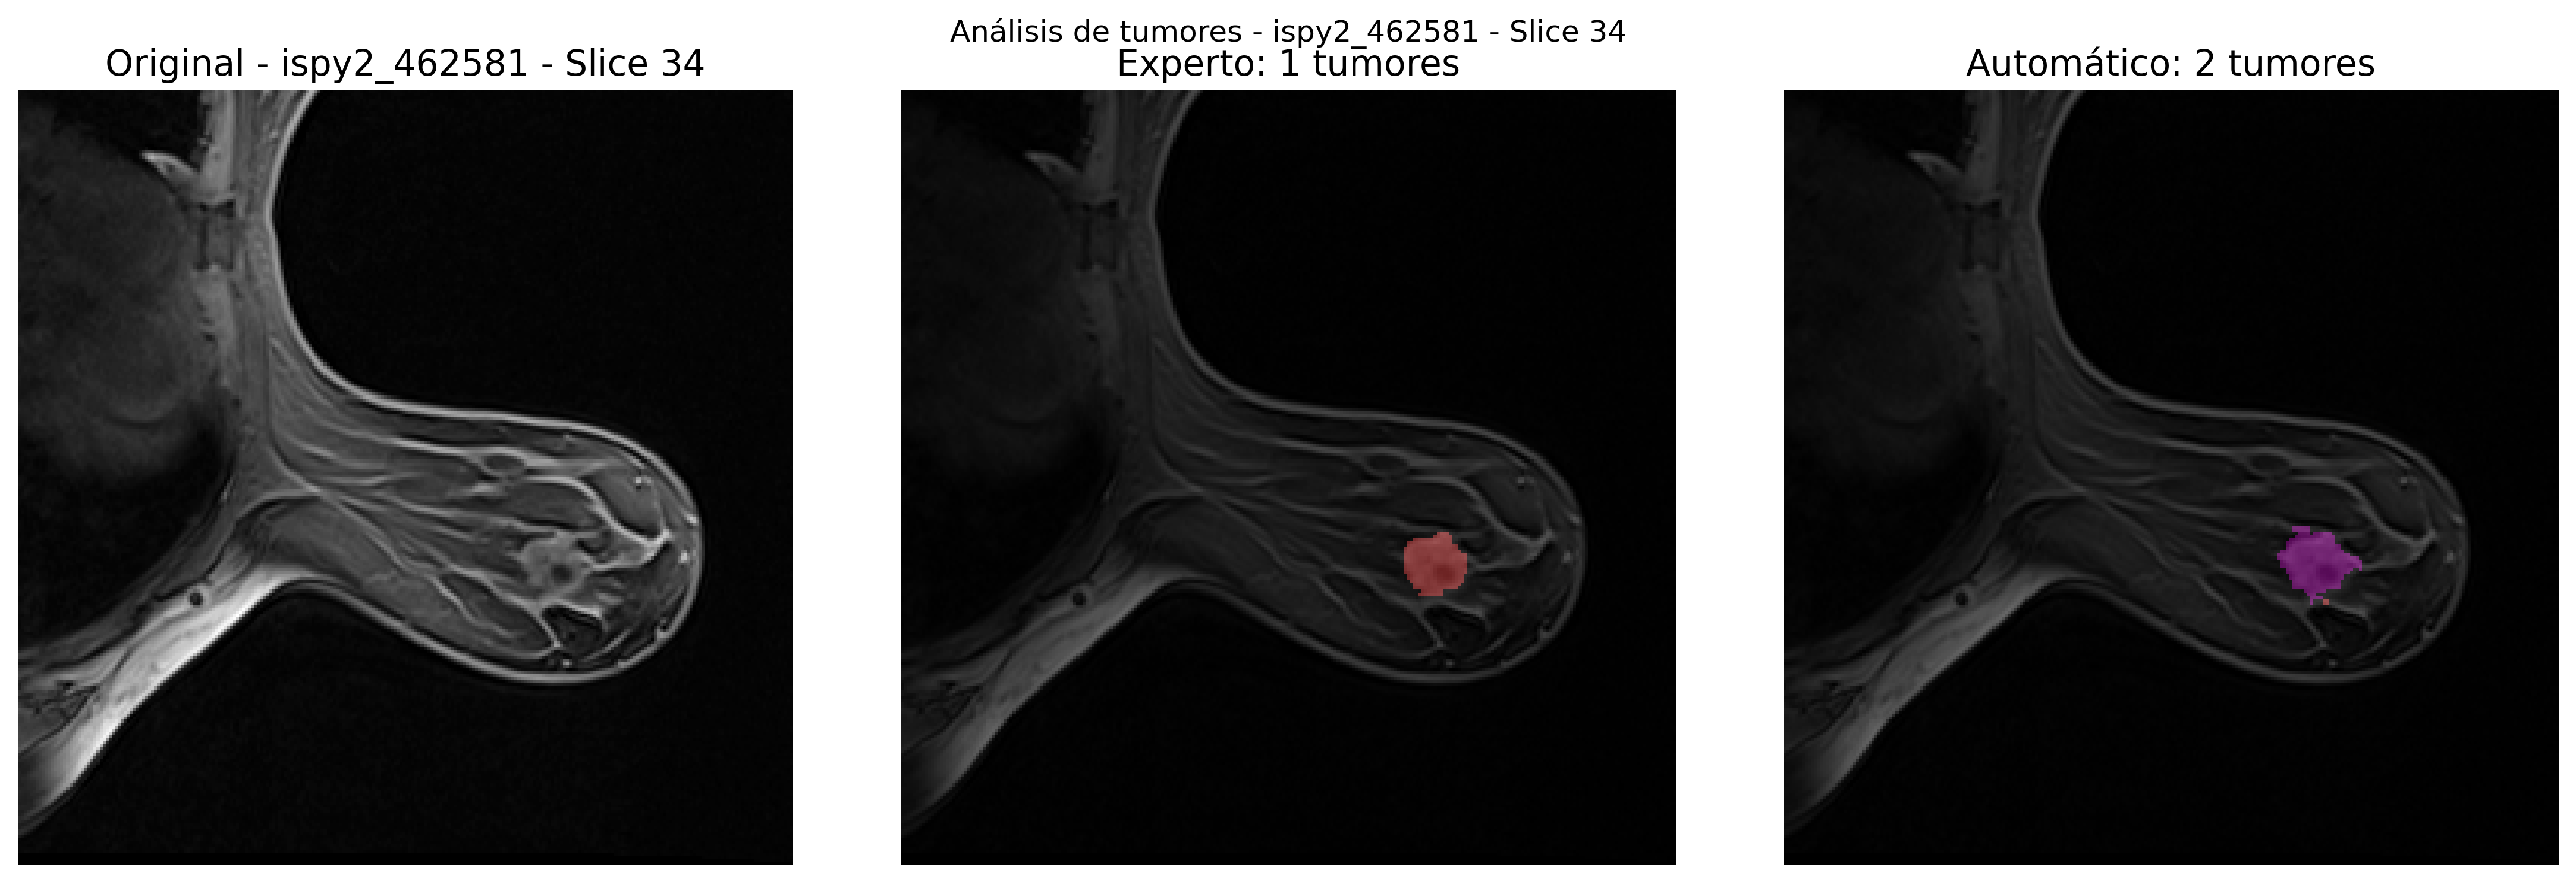 Análisis de tumores - ispy2_462581 - Slice 34
Original - ispy2_462581 - Slice 34
Experto: 1 tumores
Automático: 2 tumores